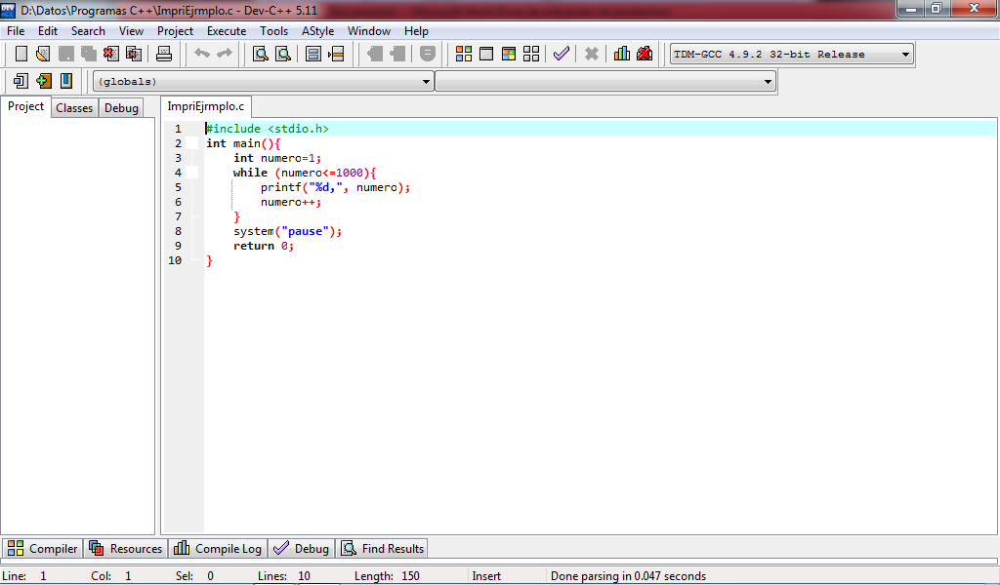 D:\Datos\Programas C++\ImpriEjrmplo.c - Dev-C++ 5.11
File Edit Search View Project Execute Tools AStyle Window Help
TDM-GCC 4.9.2 32-bit Release
(globals)
Project Classes Debug ImpriEjrmplo.c
1 #include <stdio.h>
2 int main(){
3 int numero=1;
4 while (numero<=1000){
5 printf("%d,", numero);
6 numero++;
7 }
8 system("pause");
9 return 0;
10 }
Compiler Resources Compile Log Debug Find Results
Line: 1 Col: 1 Sel: 0 Lines: 10 Length: 150 Insert Done parsing in 0.047 seconds